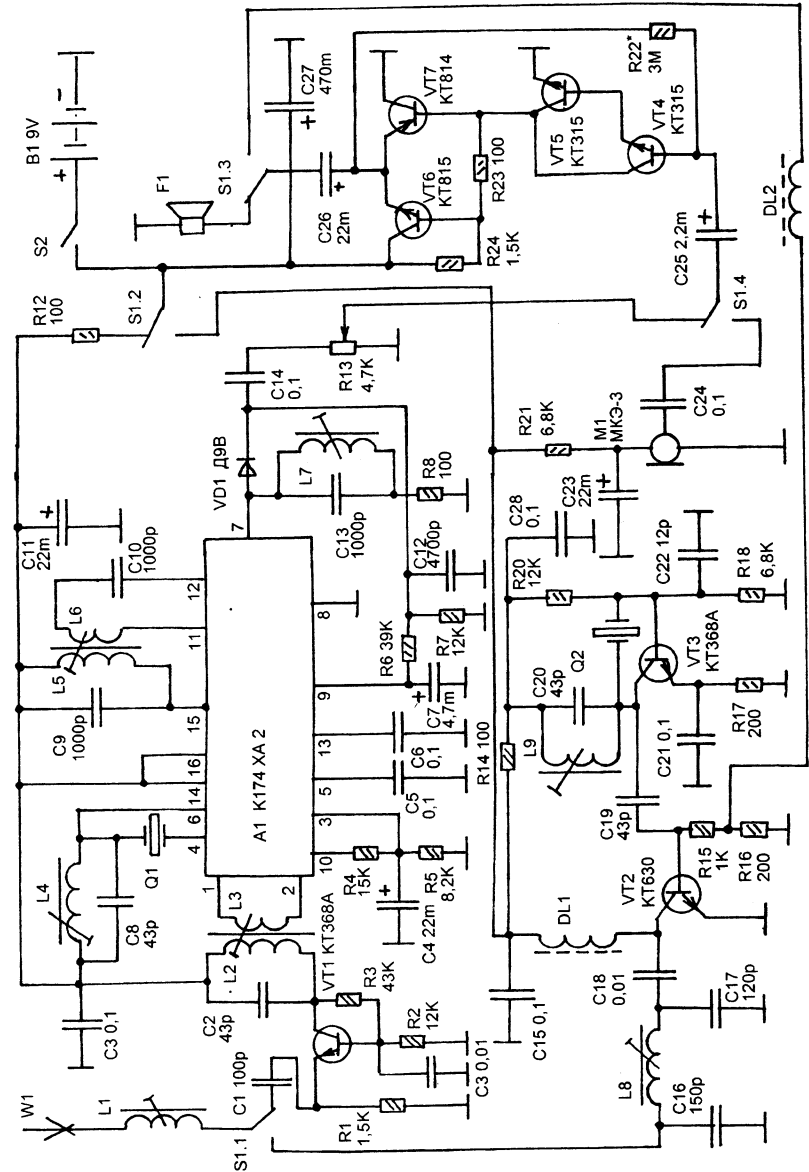 W1
L1
S1.1
C1 100p
R1
1,5K
C2
43p
L2
L3
VT1 KT368A
R3
43K
R2
12K
C3 0,01
C3 0,1
L4
C8
43p
Q1
4
6
14
16
15
11
12
1
2
10
3
5
13
9
8
7
A1 К174 ХА 2
C9
1000p
L5
L6
C10
1000p
C11
22m
+
R12
100
S1.2
S2
B1 9V
+
-
F1
S1.3
C27
470m
+
C26
22m
+
VT6
KT815
VT7
KT814
R23 100
R24
1,5K
VT5
KT315
VT4
KT315
R22*
3M
C25 2,2m
+
S1.4
DL2
R4
15K
R5
8,2K
C4 22m
+
C5
0,1
C6
0,1
C7
4,7m
+
R6 39K
R7
12K
C12
4700p
VD1 Д9В
L7
C13
1000p
R8
100
C14
0,1
R13
4,7K
R14 100
C15 0,1
DL1
VT2
KT630
C18
0,01
L8
C16
150p
C17
120p
R15
1K
R16
200
C19
43p
L9
C20
43p
Q2
C21 0,1
R17
200
VT3
KT368A
R20
12K
C28
0,1
C22 12p
R18
6,8K
C23
22m
+
R21
6,8K
M1
МКЭ-3
C24
0,1